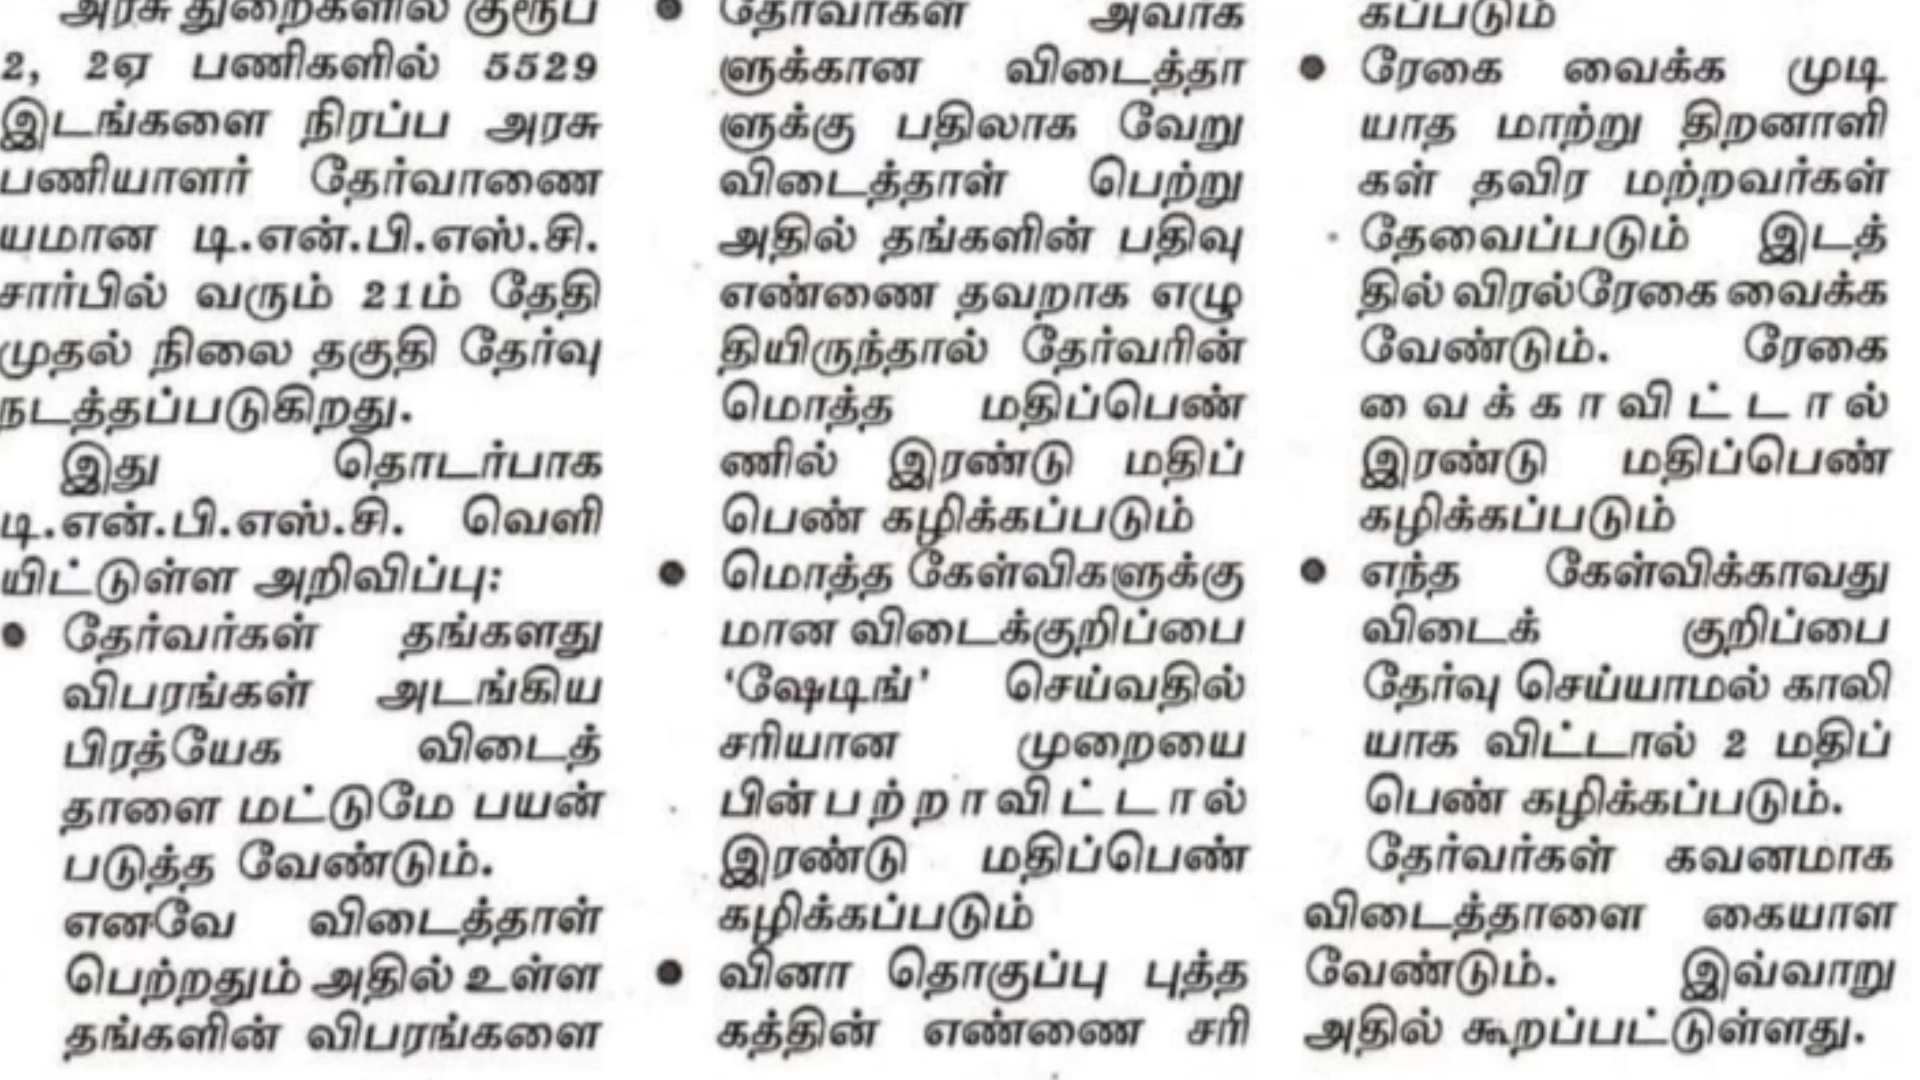 அரசு துறைகளில் குரூப்
2, 2ஏ பணிகளில் 5529
இடங்களை நிரப்ப அரசு
பணியாளர் தேர்வாணை
யமான டி.என்.பி.எஸ்.சி.
சார்பில் வரும் 21ம் தேதி
முதல் நிலை தகுதி தேர்வு
நடத்தப்படுகிறது.
இது தொடர்பாக
டி.என்.பி.எஸ்.சி. வெளி
யிட்டுள்ள அறிவிப்பு:
● தேர்வர்கள் தங்களது
விபரங்கள் அடங்கிய
பிரத்யேக விடைத்
தாளை மட்டுமே பயன்
படுத்த வேண்டும்.
எனவே விடைத்தாள்
பெற்றதும் அதில் உள்ள
தங்களின் விபரங்களை
● தேர்வர்கள் அவர்க
ளுக்கான விடைத்தா
ளுக்கு பதிலாக வேறு
விடைத்தாள் பெற்று
அதில் தங்களின் பதிவு
எண்ணை தவறாக எழு
தியிருந்தால் தேர்வரின்
மொத்த மதிப்பெண்
ணில் இரண்டு மதிப்
பெண் கழிக்கப்படும்
● மொத்த கேள்விகளுக்கு
மான விடைக்குறிப்பை
‘ஷேடிங்’ செய்வதில்
சரியான முறையை
பின்பற்றாவிட்டால்
இரண்டு மதிப்பெண்
கழிக்கப்படும்
● வினா தொகுப்பு புத்த
கத்தின் எண்ணை சரி
கப்படும்
● ரேகை வைக்க முடி
யாத மாற்று திறனாளி
கள் தவிர மற்றவர்கள்
தேவைப்படும் இடத்
தில் விரல்ரேகை வைக்க
வேண்டும். ரேகை
வைக்காவிட்டால்
இரண்டு மதிப்பெண்
கழிக்கப்படும்
● எந்த கேள்விக்காவது
விடைக் குறிப்பை
தேர்வு செய்யாமல் காலி
யாக விட்டால் 2 மதிப்
பெண் கழிக்கப்படும்.
தேர்வர்கள் கவனமாக
விடைத்தாளை கையாள
வேண்டும். இவ்வாறு
அதில் கூறப்பட்டுள்ளது.